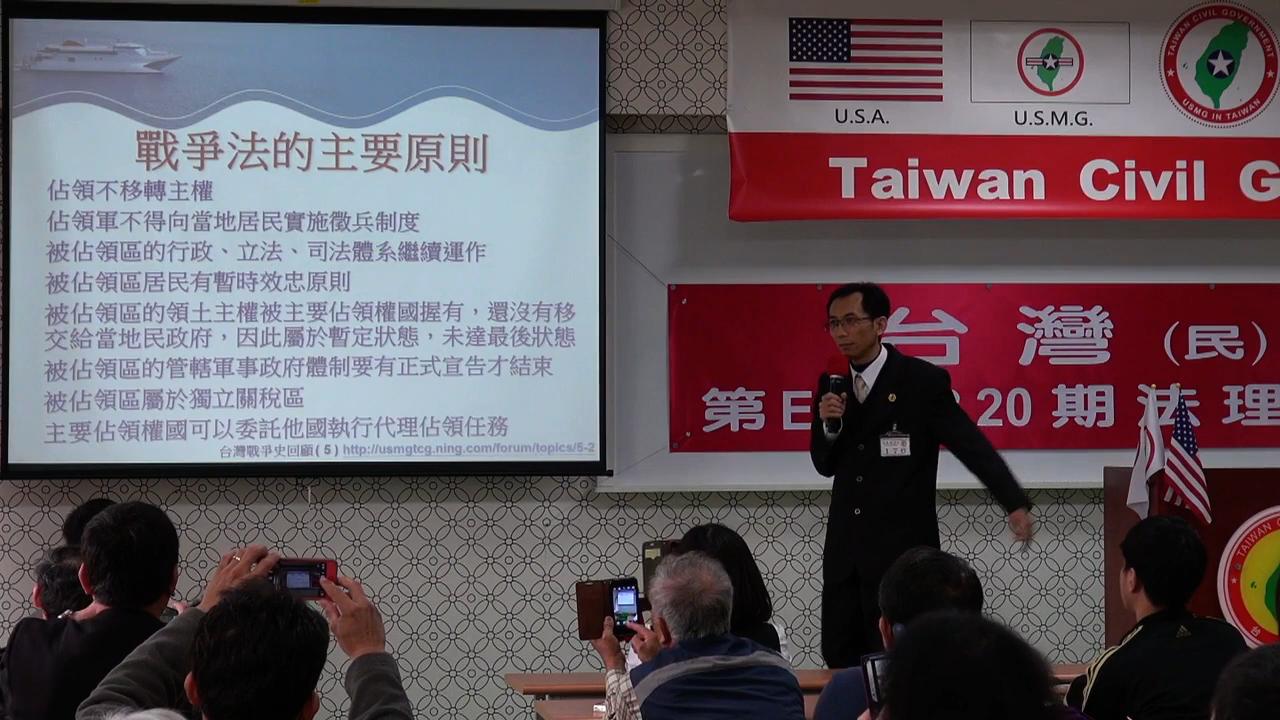 戰爭法的主要原則
佔領不移轉主權
佔領軍不得向當地居民實施徵兵制度
被佔領區的行政、立法、司法體系繼續運作
被佔領區居民有暫時效忠原則
被佔領區的領土主權被主要佔領權國握有，還沒有移
交給當地民政府，因此屬於暫定狀態，未達最後狀態
被佔領區的管轄軍事政府體制要有正式宣告才結束
被佔領區屬於獨立關稅區
主要佔領權國可以委託他國執行代理佔領任務
台灣戰爭史回顧(5) http://usmgtcg.ning.com/forum/topics/5-2
U.S.A.
U.S.M.G.
TAIWAN CIVIL GOVERNMENT
USMG IN TAIWAN
Taiwan Civil G
台灣(民)
第E 20期法理
170